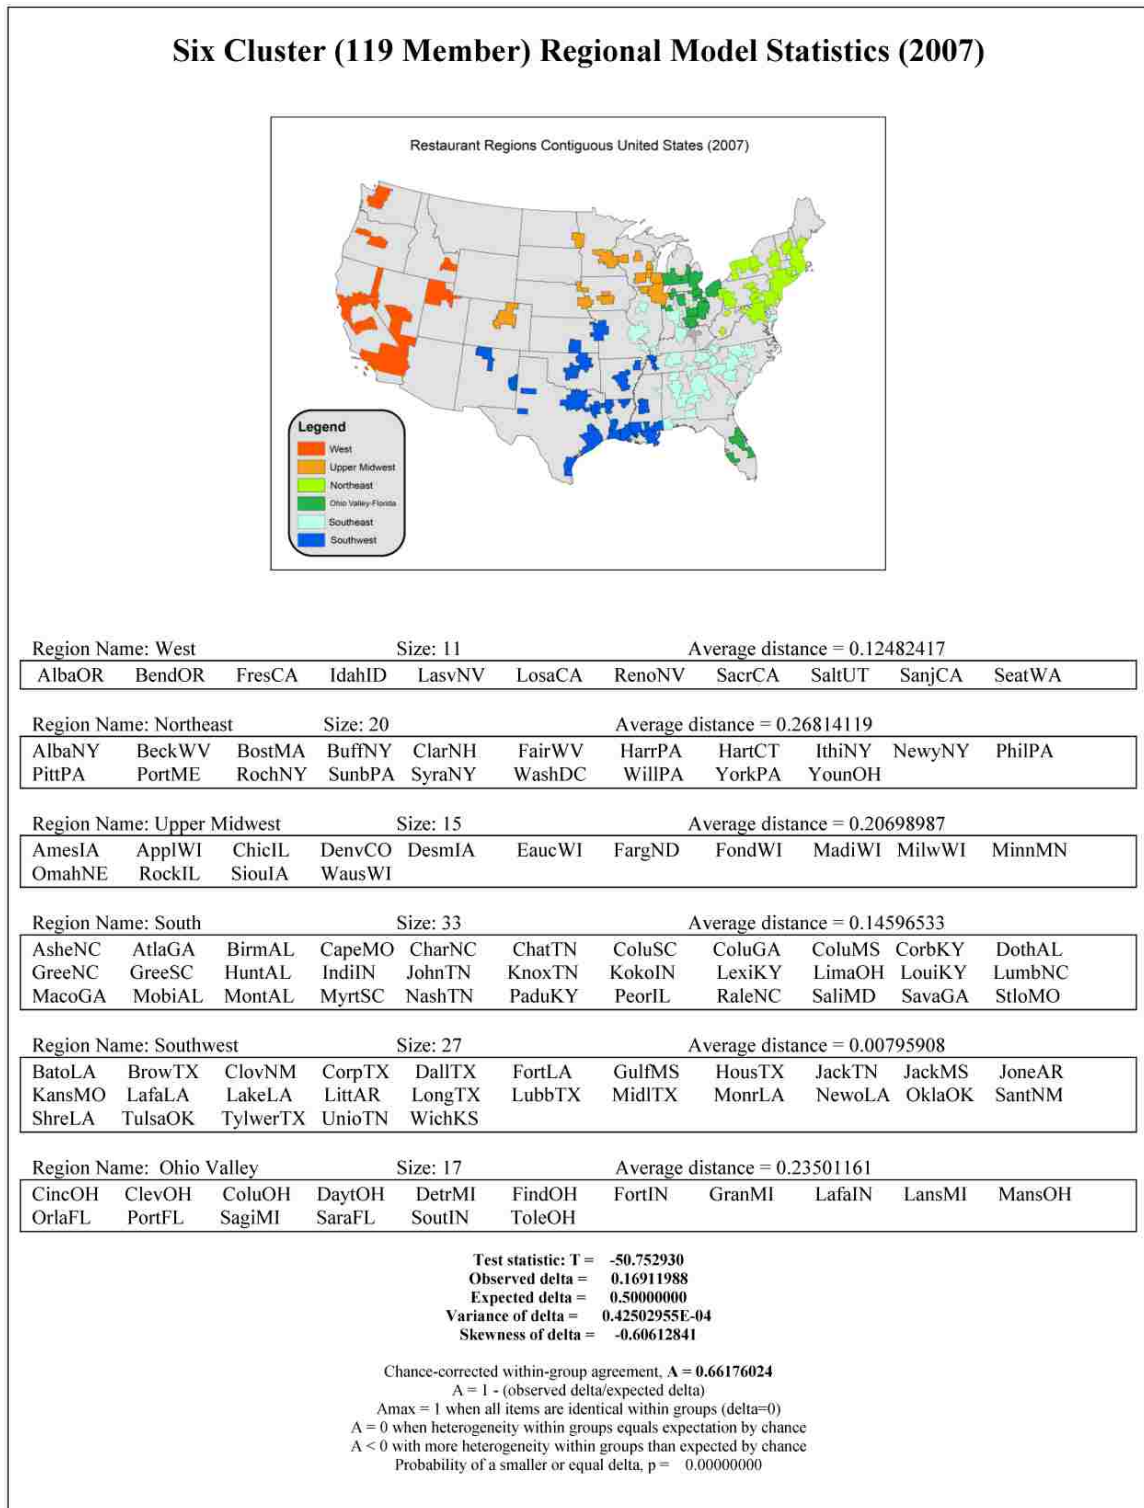 Six Cluster (119 Member) Regional Model Statistics (2007)
Restaurant Regions Contiguous United States (2007)
Legend
West
Upper Midwest
Northeast
Ohio Valley-Florida
Southeast
Southwest
Region Name: West Size: 11 Average distance = 0.12482417
AlbaOR BendOR FresCA IdahID LasvNV LosaCA RenoNV SacrCA SaltUT SanjCA SeatWA
Region Name: Northeast Size: 20 Average distance = 0.26814119
AlbaNY BeckWV BostMA BuffNY ClarNH FairWV HarrPA HartCT IthiNY NewyNY PhilPA
PittPA PortME RochNY SunbPA SyraNY WashDC WillPA YorkPA YounOH
Region Name: Upper Midwest Size: 15 Average distance = 0.20698987
AmesIA ApplWI ChicIL DenvCO DesmIA EaucWI FargND FondWI MadiWI MilwWI MinnMN
OmahNE RockIL SiouIA WausWI
Region Name: South Size: 33 Average distance = 0.14596533
AsheNC AtlaGA BirmAL CapeMO CharNC ChatTN ColuSC ColuGA ColuMS CorbKY DothAL
GreeNC GreeSC HuntAL IndiIN JohnTN KnoxTN KokoIN LexiKY LimaOH LouiKY LumbNC
MacoGA MobiAL MontAL MyrtSC NashTN PaduKY PeorIL RaleNC SaliMD SavaGA StloMO
Region Name: Southwest Size: 27 Average distance = 0.00795908
BatoLA BrowTX ClovNM CorpTX DallTX FortLA GulfMS HousTX JackTN JackMS JoneAR
KansMO LafaLA LakeLA LittAR LongTX LubbTX MidlTX MonrLA NewoLA OklaOK SantNM
ShreLA TulsaOK TylwerTX UnioTN WichKS
Region Name: Ohio Valley Size: 17 Average distance = 0.23501161
CincOH ClevOH ColuOH DaytOH DetrMI FindOH FortIN GranMI LafaIN LansMI MansOH
OrlaFL PortFL SagiMI SaraFL SoutIN ToleOH
Test statistic: T = -50.752930
Observed delta = 0.16911988
Expected delta = 0.50000000
Variance of delta = 0.42502955E-04
Skewness of delta = -0.60612841
Chance-corrected within-group agreement, A = 0.66176024
A = 1 - (observed delta/expected delta)
Amax = 1 when all items are identical within groups (delta=0)
A = 0 when heterogeneity within groups equals expectation by chance
A < 0 with more heterogeneity within groups than expected by chance
Probability of a smaller or equal delta, p = 0.00000000